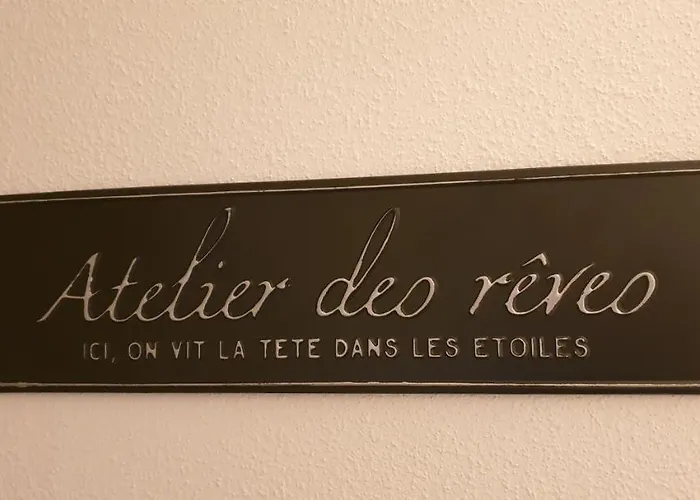 Atelier des rêves
ICI, ON VIT LA TETE DANS LES ETOILES